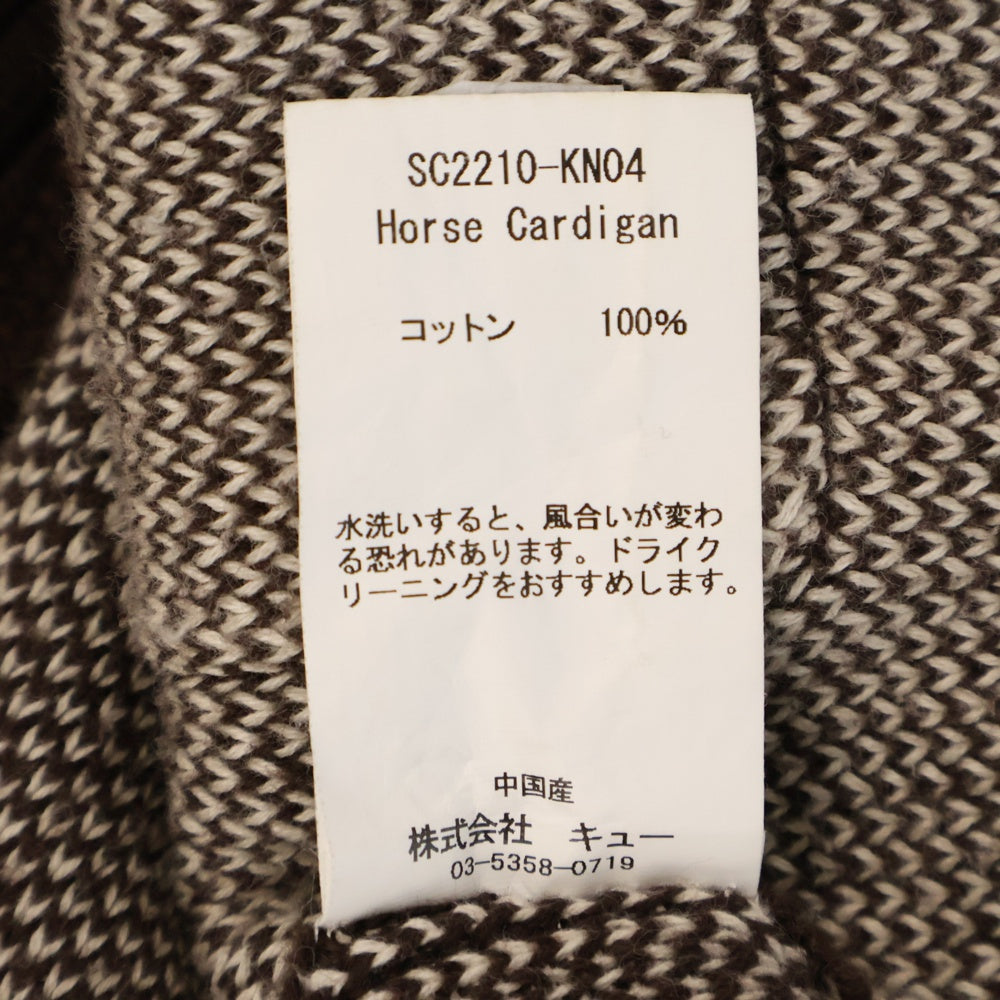 SC2210-KN04
Horse Cardigan
コットン 100%
水洗いすると、風合いが変わ
る恐れがあります。ドライク
リーニングをおすすめします。
中国産
株式会社 キュー
03-5358-0719